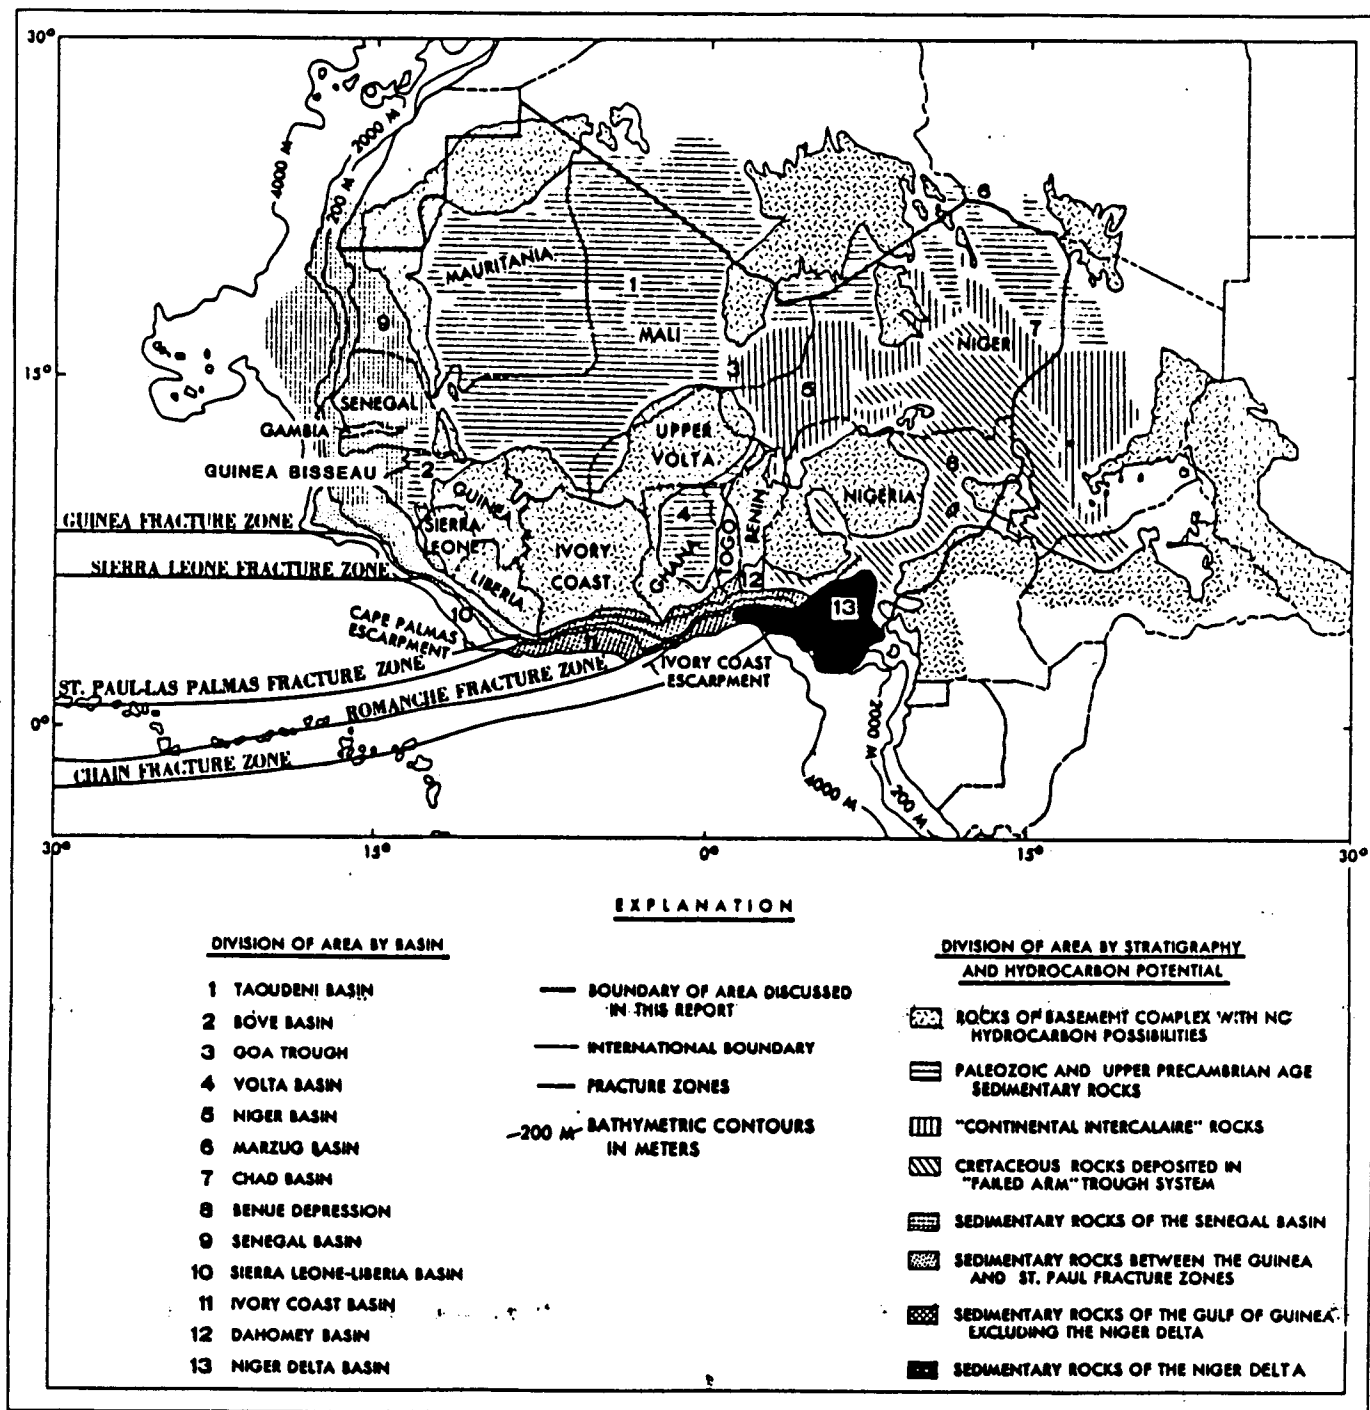 30°
4000 M
200 M
2000 M
6
MAURITANIA
1
9
MALI
7
NIGER
15°
3
5
SENEGAL
GAMBIA
UPPER
VOLTA
GUINEA BISSEAU
2
8
GUINEA
NIGERIA
4
BENIN
GUINEA FRACTURE ZONE
SIERRA
LEONE
IVORY
COAST
GHANA
TOGO
SIERRA LEONE FRACTURE ZONE
LIBERIA
12
13
10
CAPE PALMAS
ESCARPMENT
11
IVORY COAST
ESCARPMENT
ST. PAUL-LAS PALMAS FRACTURE ZONE
ROMANCHE FRACTURE ZONE
0°
CHAIN FRACTURE ZONE
2000 M
4000 M
200 M
30°
15°
0°
15°
30°
EXPLANATION
DIVISION OF AREA BY BASIN
1 TAOUDENI BASIN
2 BOVE BASIN
3 GOA TROUGH
4 VOLTA BASIN
5 NIGER BASIN
6 MARZUG BASIN
7 CHAD BASIN
8 BENUE DEPRESSION
9 SENEGAL BASIN
10 SIERRA LEONE-LIBERIA BASIN
11 IVORY COAST BASIN
12 DAHOMEY BASIN
13 NIGER DELTA BASIN
BOUNDARY OF AREA DISCUSSED
IN THIS REPORT
INTERNATIONAL BOUNDARY
FRACTURE ZONES
-200 M- BATHYMETRIC CONTOURS
IN METERS
DIVISION OF AREA BY STRATIGRAPHY
AND HYDROCARBON POTENTIAL
ROCKS OF BASEMENT COMPLEX WITH NO
HYDROCARBON POSSIBILITIES
PALEOZOIC AND UPPER PRECAMBRIAN AGE
SEDIMENTARY ROCKS
"CONTINENTAL INTERCALAIRE" ROCKS
CRETACEOUS ROCKS DEPOSITED IN
"FAILED ARM" TROUGH SYSTEM
SEDIMENTARY ROCKS OF THE SENEGAL BASIN
SEDIMENTARY ROCKS BETWEEN THE GUINEA
AND ST. PAUL FRACTURE ZONES
SEDIMENTARY ROCKS OF THE GULF OF GUINEA
EXCLUDING THE NIGER DELTA
SEDIMENTARY ROCKS OF THE NIGER DELTA